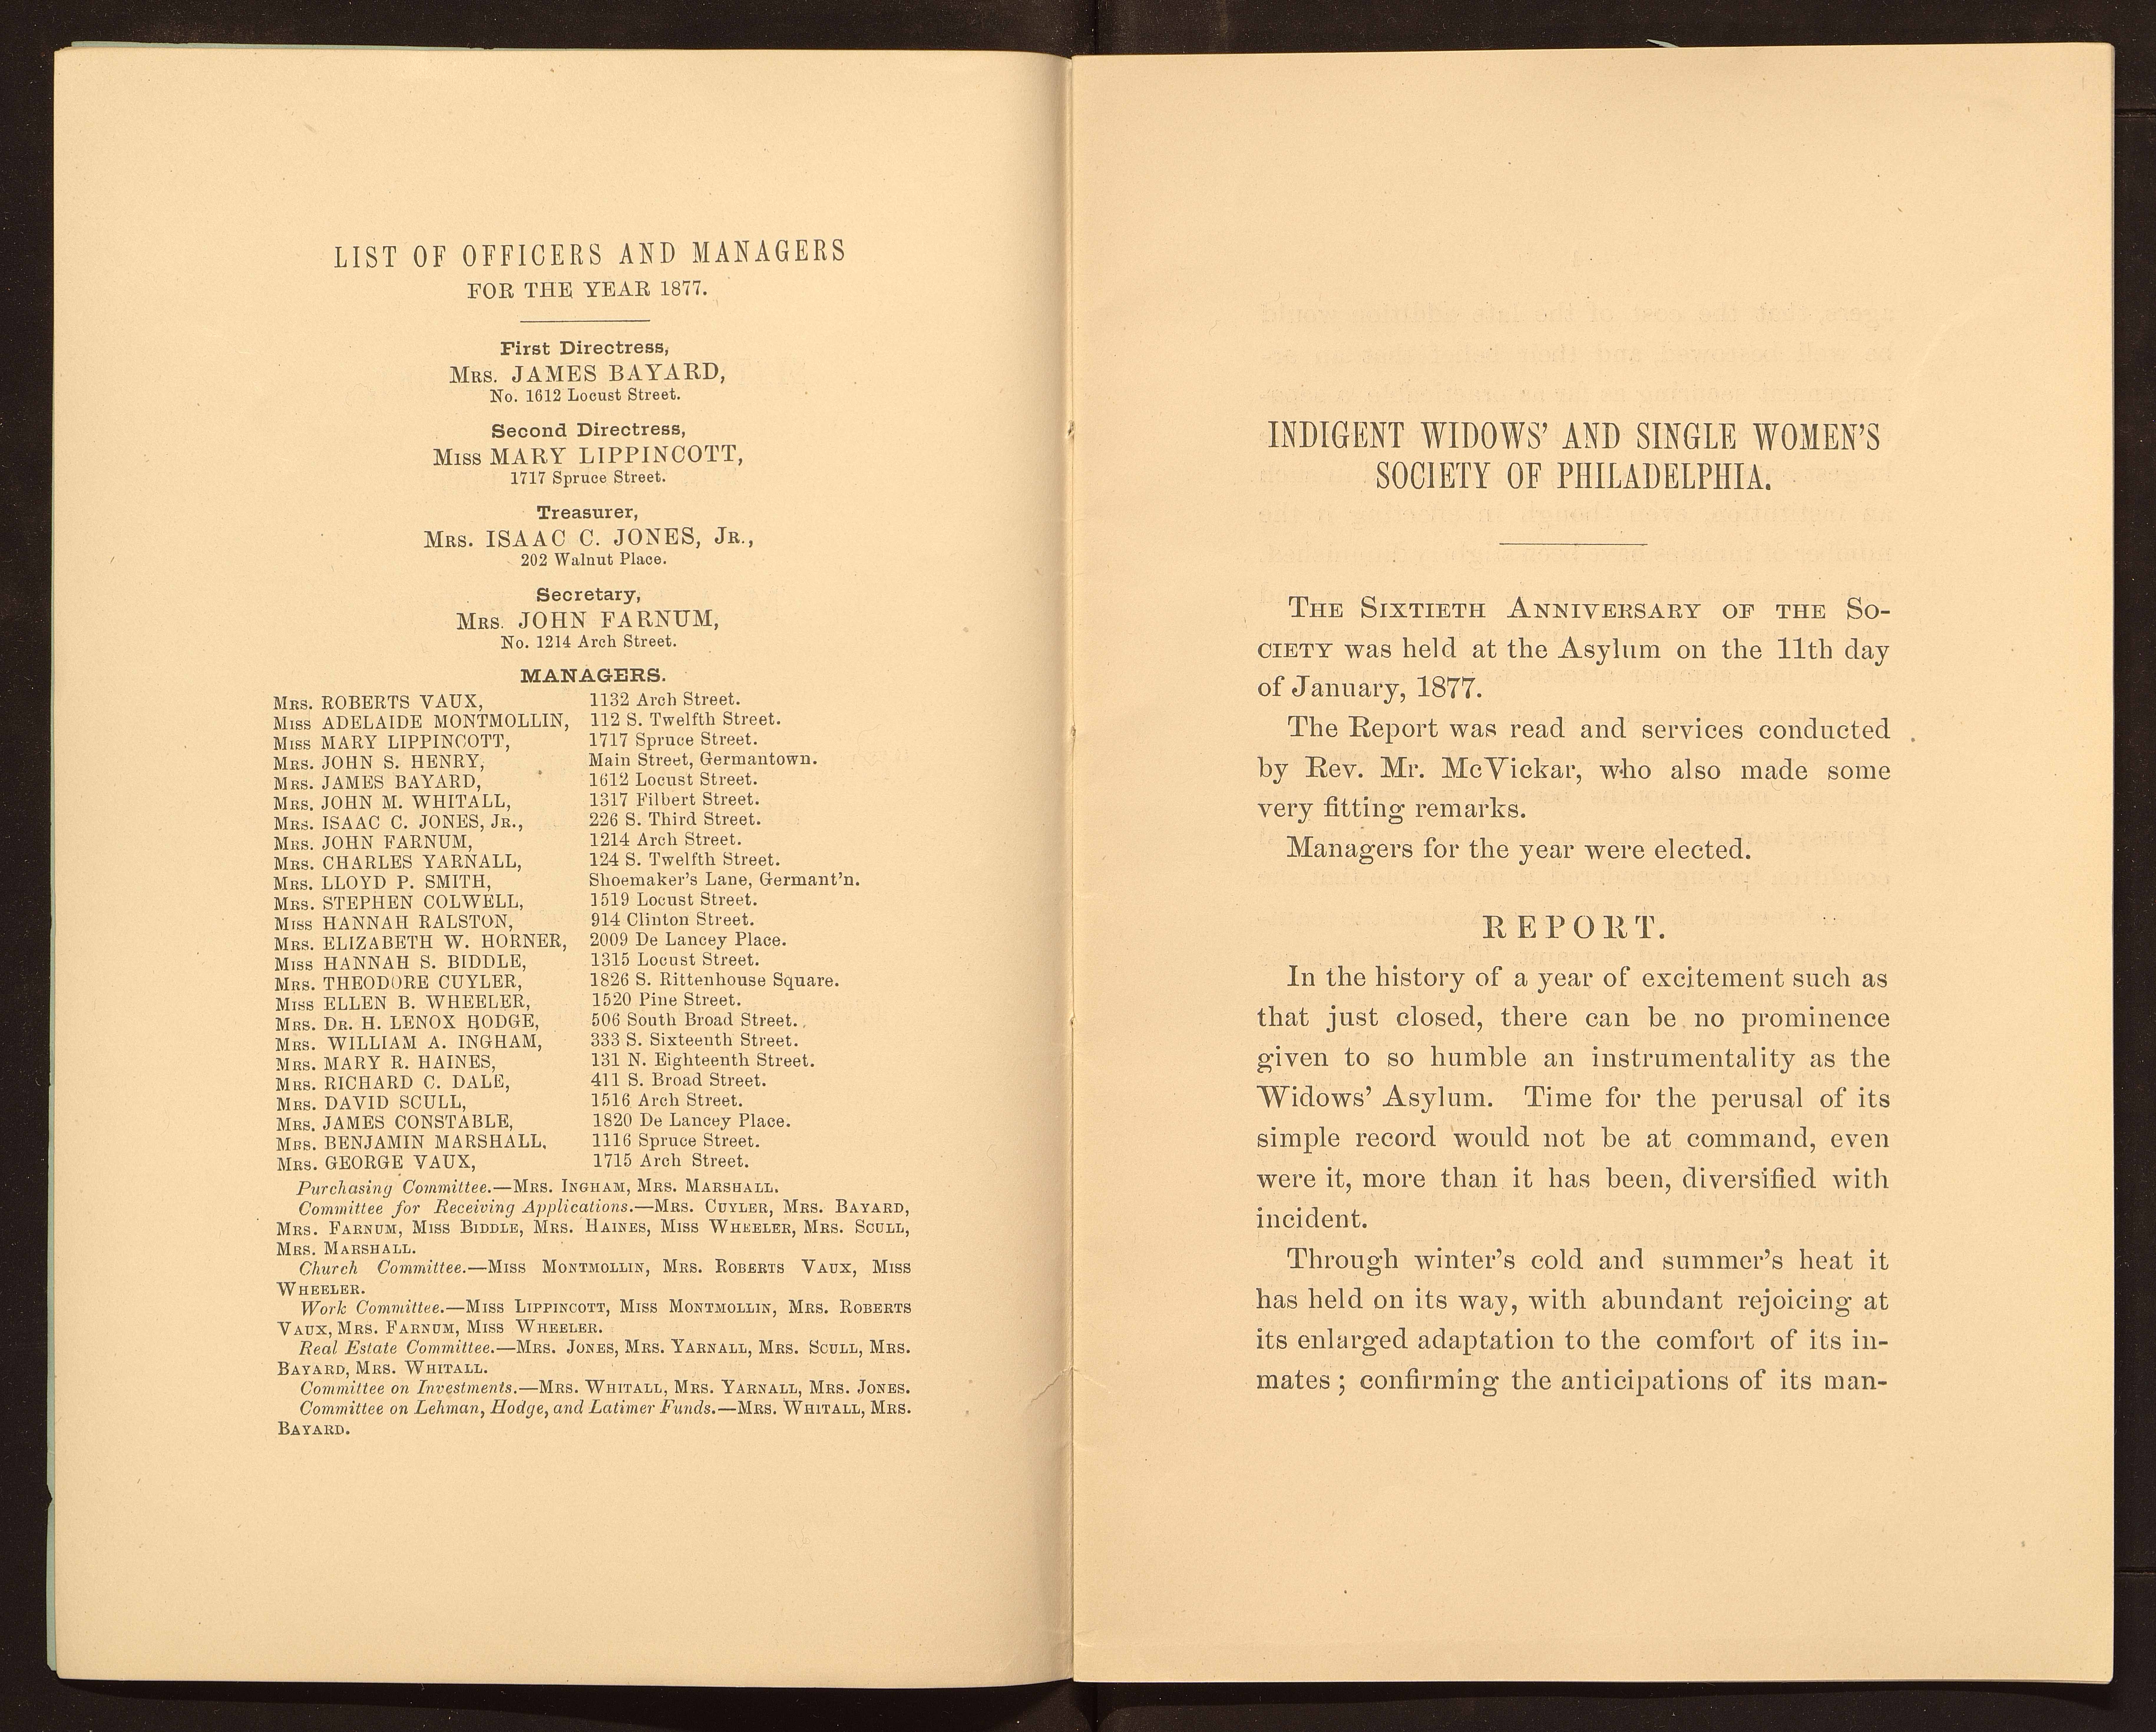 LIST OF OFFICERS AND MANAGERS
FOR THE YEAR 1877.
First Directress,
Mrs. JAMES BAYARD,
No. 1612 Locust Street.
Second Directress,
Miss MARY LIPPINCOTT,
1717 Spruce Street.
Treasurer,
Mrs. ISAAC C. JONES, Jr.,
202 Walnut Place.
Secretary,
Mrs. JOHN FARNUM,
No. 1214 Arch Street.
MANAGERS.
Mrs. ROBERTS VAUX, 1132 Arch Street.
Miss ADELAIDE MONTMOLLIN, 112 S. Twelfth Street.
Miss MARY LIPPINCOTT, 1717 Spruce Street.
Mrs. JOHN S. HENRY, Main Street, Germantown.
Mrs. JAMES BAYARD, 1612 Locust Street.
Mrs. JOHN M. WHITALL, 1317 Filbert Street.
Mrs. ISAAC C. JONES, Jr., 226 S. Third Street.
Mrs. JOHN FARNUM, 1214 Arch Street.
Mrs. CHARLES YARNALL, 124 S. Twelfth Street.
Mrs. LLOYD P. SMITH, Shoemaker's Lane, Germant'n.
Mrs. STEPHEN COLWELL, 1519 Locust Street.
Miss HANNAH RALSTON, 914 Clinton Street.
Mrs. ELIZABETH W. HORNER, 2009 De Lancey Place.
Miss HANNAH S. BIDDLE, 1315 Locust Street.
Mrs. THEODORE CUYLER, 1826 S. Rittenhouse Square.
Miss ELLEN B. WHEELER, 1520 Pine Street.
Mrs. Dr. H. LENOX HODGE, 506 South Broad Street.
Mrs. WILLIAM A. INGHAM, 333 S. Sixteenth Street.
Mrs. MARY R. HAINES, 131 N. Eighteenth Street.
Mrs. RICHARD C. DALE, 411 S. Broad Street.
Mrs. DAVID SCULL, 1516 Arch Street.
Mrs. JAMES CONSTABLE, 1820 De Lancey Place.
Mrs. BENJAMIN MARSHALL, 1116 Spruce Street.
Mrs. GEORGE VAUX, 1715 Arch Street.
Purchasing Committee.—Mrs. Ingham, Mrs. Marshall.
Committee for Receiving Applications.—Mrs. Cuyler, Mrs. Bayard,
Mrs. Farnum, Miss Biddle, Mrs. Haines, Miss Wheeler, Mrs. Scull,
Mrs. Marshall.
Church Committee.—Miss Montmollin, Mrs. Roberts Vaux, Miss
Wheeler.
Work Committee.—Miss Lippincott, Miss Montmollin, Mrs. Roberts
Vaux, Mrs. Farnum, Miss Wheeler.
Real Estate Committee.—Mrs. Jones, Mrs. Yarnall, Mrs. Scull, Mrs.
Bayard, Mrs. Whitall.
Committee on Investments.—Mrs. Whitall, Mrs. Yarnall, Mrs. Jones.
Committee on Lehman, Hodge, and Latimer Funds.—Mrs. Whitall, Mrs.
Bayard.
INDIGENT WIDOWS' AND SINGLE WOMEN'S
SOCIETY OF PHILADELPHIA.
The Sixtieth Anniversary of the So-
ciety was held at the Asylum on the 11th day
of January, 1877.
The Report was read and services conducted
by Rev. Mr. McVickar, who also made some
very fitting remarks.
Managers for the year were elected.
REPORT.
In the history of a year of excitement such as
that just closed, there can be no prominence
given to so humble an instrumentality as the
Widows' Asylum. Time for the perusal of its
simple record would not be at command, even
were it, more than it has been, diversified with
incident.
Through winter's cold and summer's heat it
has held on its way, with abundant rejoicing at
its enlarged adaptation to the comfort of its in-
mates; confirming the anticipations of its man-